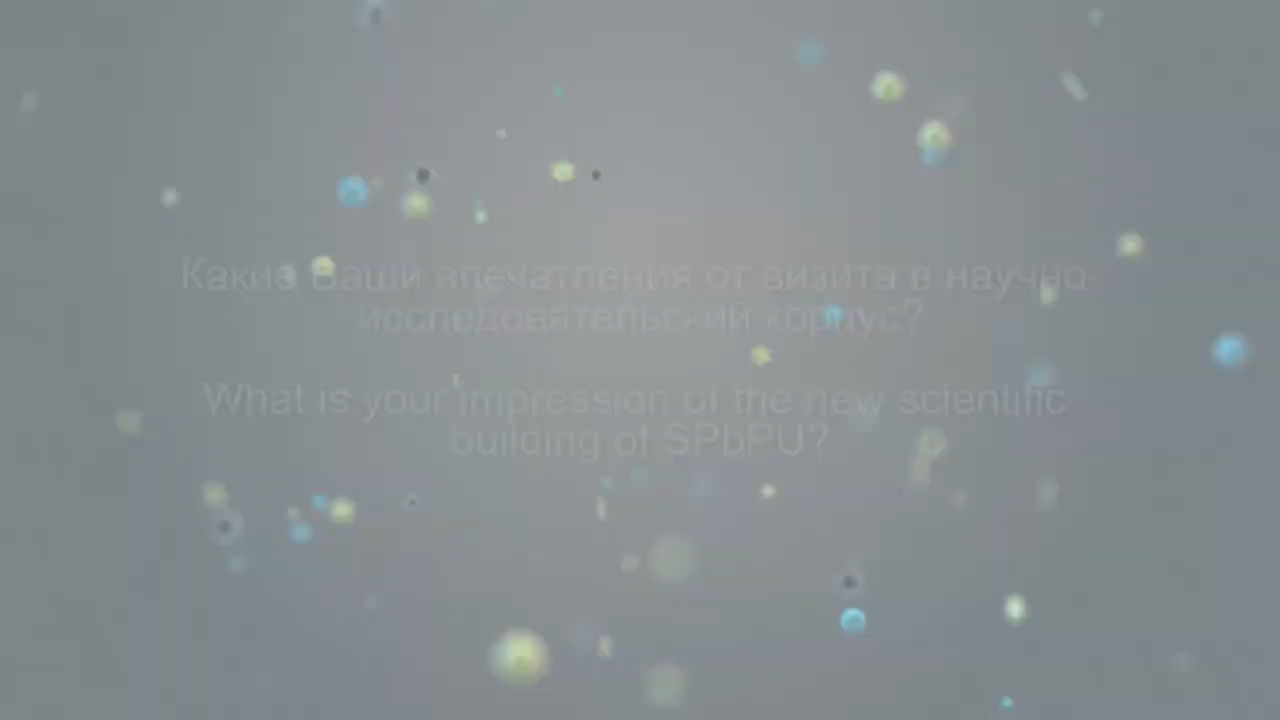 Какие Ваши впечатления от визита в научно-
исследовательский корпус?
What is your impression of the new scientific
building of SPbPU?